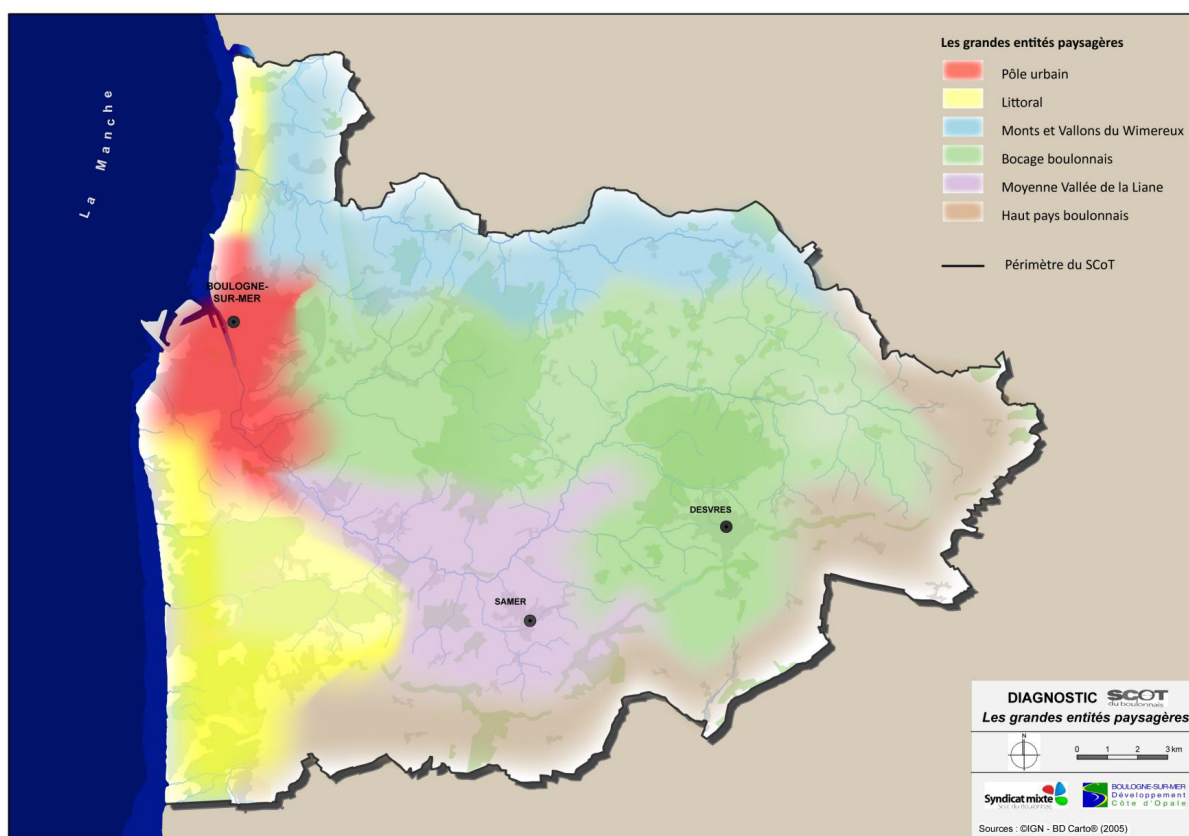 La Manche
BOULOGNE-
SUR-MER
DESVRES
SAMER
Les grandes entités paysagères
Pôle urbain
Littoral
Monts et Vallons du Wimereux
Bocage boulonnais
Moyenne Vallée de la Liane
Haut pays boulonnais
Périmètre du SCoT
DIAGNOSTIC SCOT
du boulonnais
Les grandes entités paysagères
N
0 1 2 3 km
Syndicat mixte
Scot du Boulonnais
BOULOGNE-SUR-MER
Développement
Côte d'Opale
Sources : ©IGN - BD Carto® (2005)